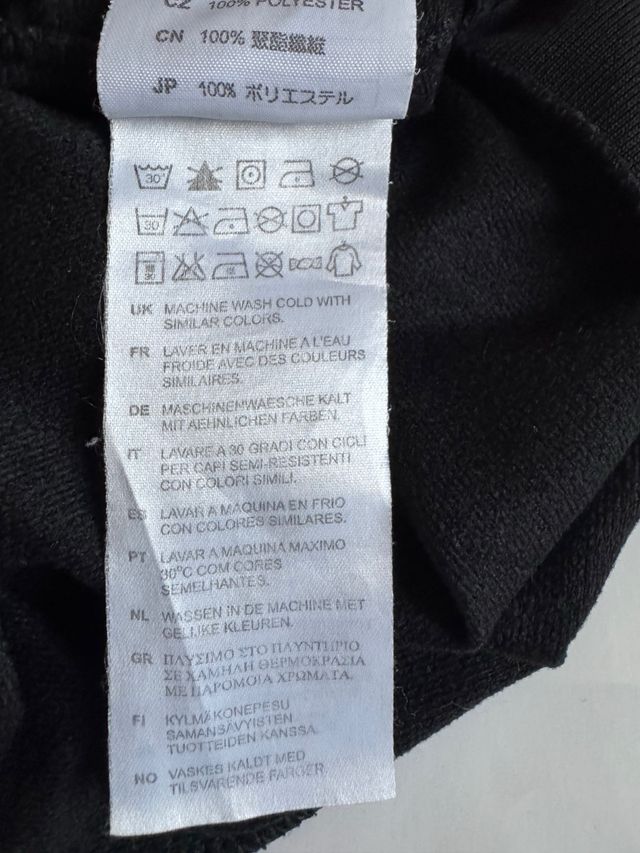 CZ 100% POLYESTER
CN 100% 聚酯纖維
JP 100% ポリエステル
30°
30
UK MACHINE WASH COLD WITH
SIMILAR COLORS.
FR LAVER EN MACHINE A L'EAU
FROIDE AVEC DES COULEURS
SIMILAIRES.
DE MASCHINENWAESCHE KALT
MIT AEHNLICHEN FARBEN.
IT LAVARE A 30 GRADI CON CICLI
PER CAPI SEMI-RESISTENTI
CON COLORI SIMILI.
ES LAVAR A MAQUINA EN FRIO
CON COLORES SIMILARES.
PT LAVAR A MAQUINA MAXIMO
30°C COM CORES
SEMELHANTES.
NL WASSEN IN DE MACHINE MET
GELIJKE KLEUREN.
GR ΠΛΥΣΙΜΟ ΣΤΟ ΠΛΥΝΤΗΡΙΟ
ΣΕ ΧΑΜΗΛΗ ΘΕΡΜΟΚΡΑΣΙΑ
ΜΕ ΠΑΡΟΜΟΙΑ ΧΡΩΜΑΤΑ.
FI KYLMÄKONEPESU
SAMANSÄVYISTEN
TUOTTEIDEN KANSSA.
NO VASKES KALDT MED
TILSVARENDE FARGER.